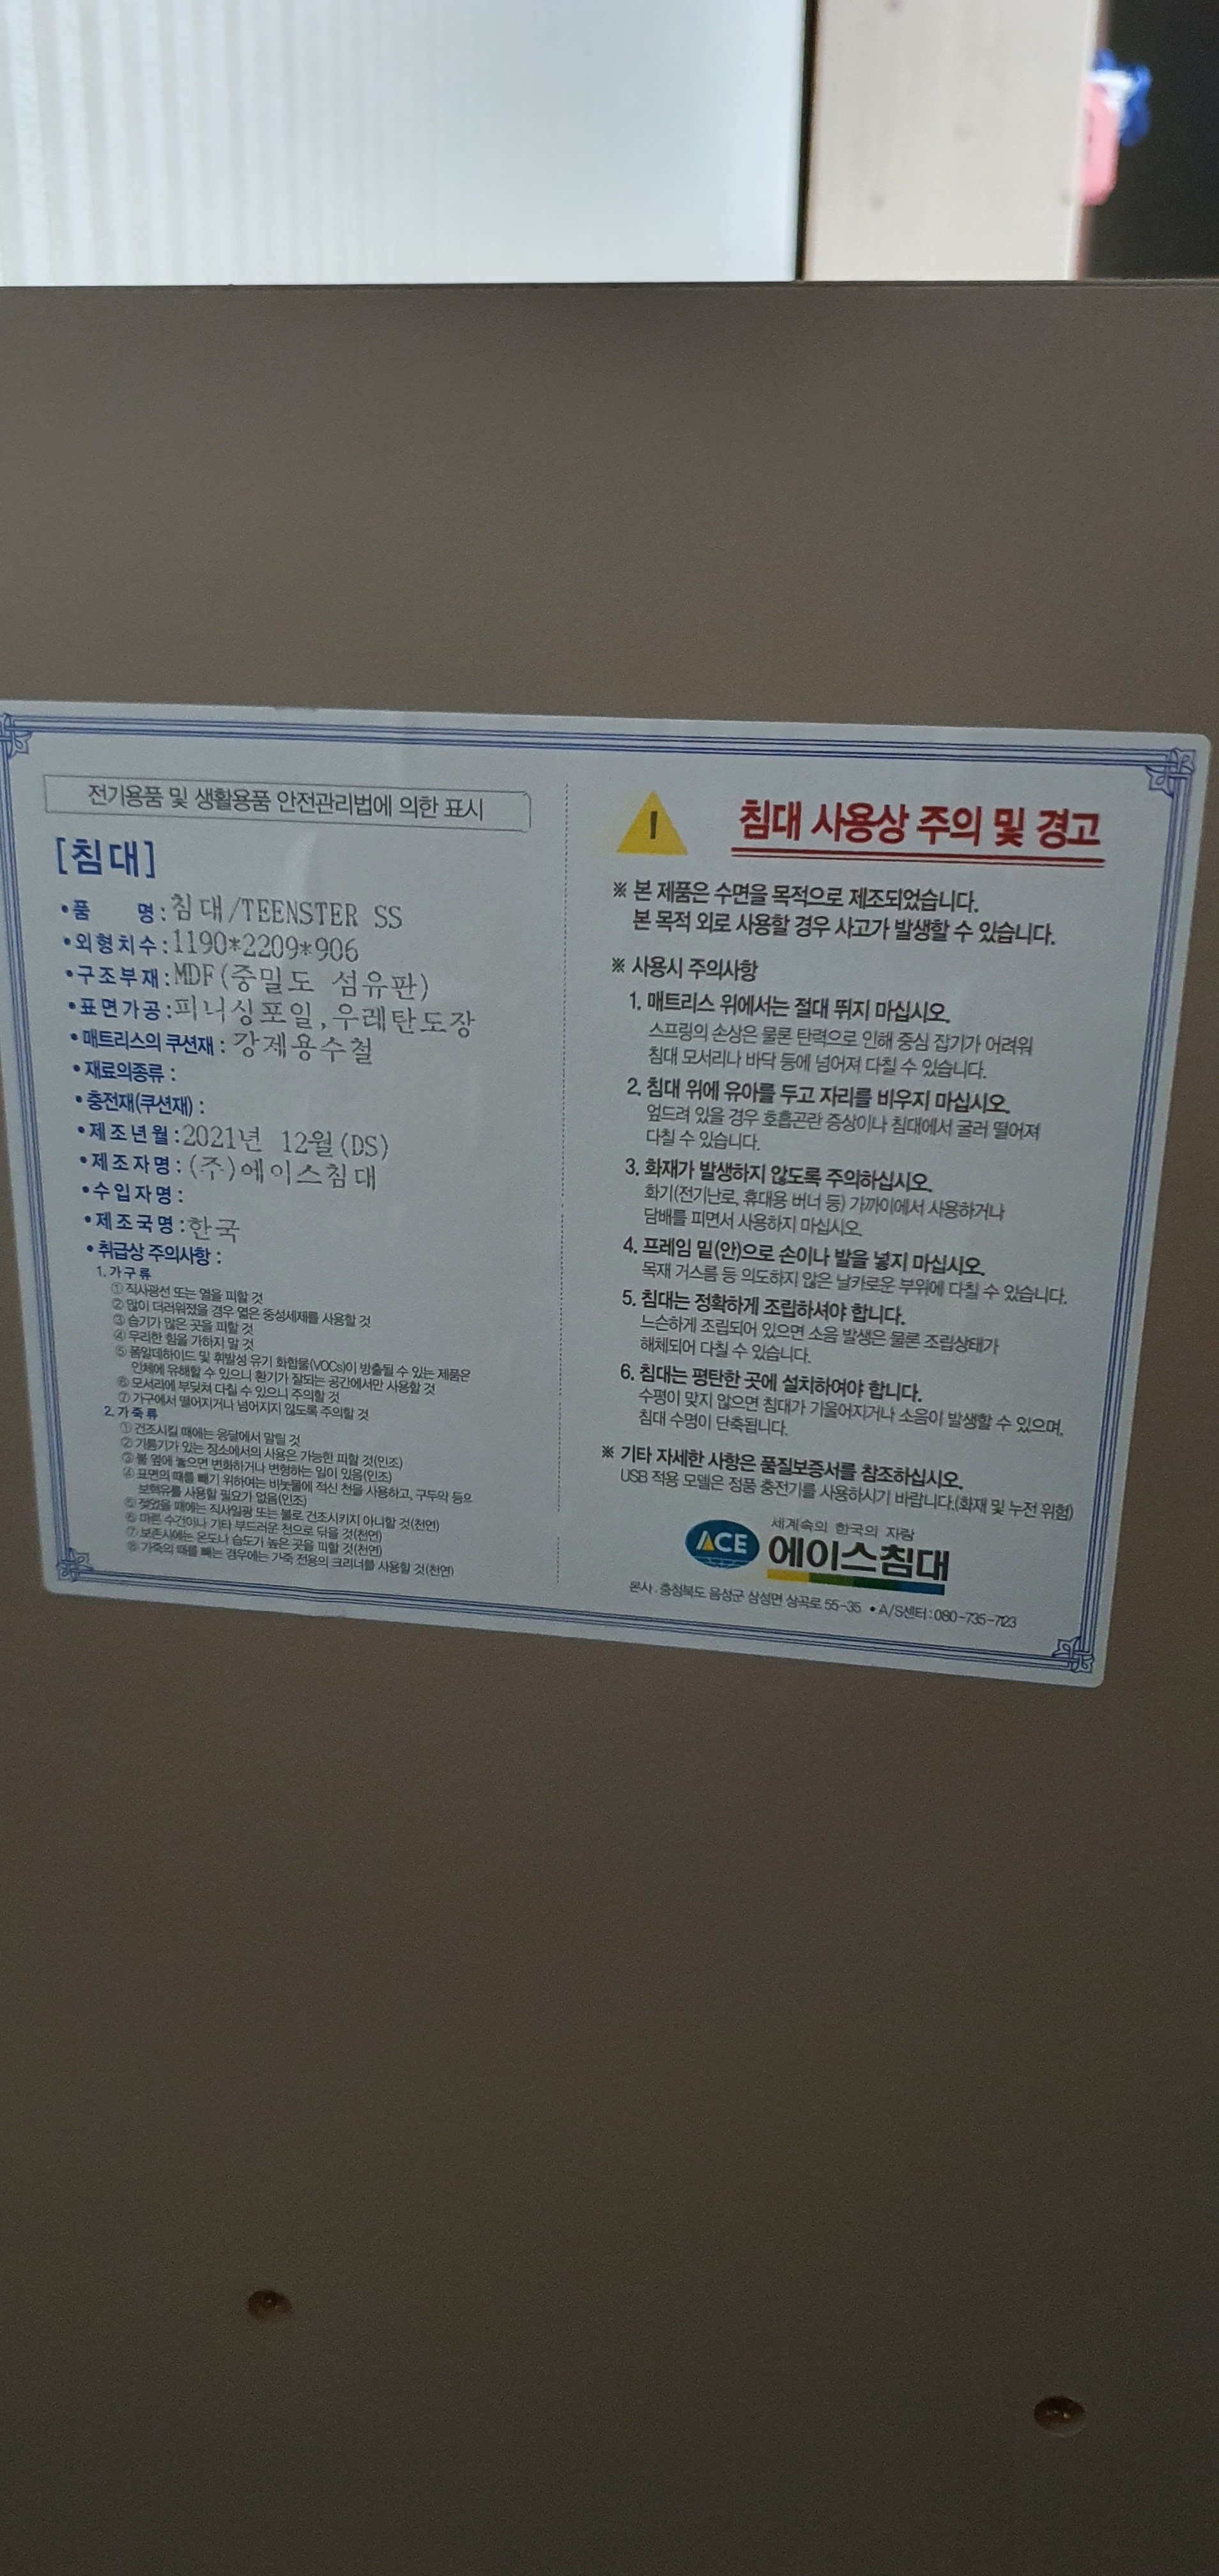 전기용품 및 생활용품 안전관리법에 의한 표시
[침대]
•품 명: 침대/TEENSTER SS
•외형치수: 1190*2209*906
•구조부재: MDF(중밀도 섬유판)
•표면가공: 피니싱포일,우레탄도장
•매트리스의 쿠션재: 강제용수철
•재료의종류:
•충전재(쿠션재):
•제조년월: 2021년 12월(DS)
•제조자명: (주)에이스침대
•수입자명:
•제조국명: 한국
•취급상 주의사항:
1. 가구류
① 직사광선 또는 열을 피할 것
② 많이 더러워졌을 경우 엷은 중성세제를 사용할 것
③ 습기가 많은 곳을 피할 것
④ 무리한 힘을 가하지 말 것
⑤ 폼알데하이드 및 휘발성 유기 화합물(VOCs)이 방출될 수 있는 제품은
인체에 유해할 수 있으니 환기가 잘되는 공간에서만 사용할 것
⑥ 모서리에 부딪쳐 다칠 수 있으니 주의할 것
⑦ 가구에서 떨어지거나 넘어지지 않도록 주의할 것
2. 가죽류
① 건조시킬 때에는 응달에서 말릴 것
② 기름기가 있는 장소에서의 사용은 가능한 피할 것(인조)
③ 불 옆에 놓으면 변화하거나 변형하는 일이 있음(인조)
④ 표면의 때를 빼기 위하여는 비눗물에 적신 천을 사용하고, 구두약 등의
보혁유를 사용할 필요가 없음(인조)
⑤ 젖었을 때에는 직사일광 또는 불로 건조시키지 아니할 것(천연)
⑥ 마른 수건이나 기타 부드러운 천으로 닦을 것(천연)
⑦ 보존시에는 온도나 습도가 높은 곳을 피할 것(천연)
⑧ 가죽의 때를 빼는 경우에는 가죽 전용의 크리너를 사용할 것(천연)
침대 사용상 주의 및 경고
※ 본 제품은 수면을 목적으로 제조되었습니다.
본 목적 외로 사용할 경우 사고가 발생할 수 있습니다.
※ 사용시 주의사항
1. 매트리스 위에서는 절대 뛰지 마십시오.
스프링의 손상은 물론 탄력으로 인해 중심 잡기가 어려워
침대 모서리나 바닥 등에 넘어져 다칠 수 있습니다.
2. 침대 위에 유아를 두고 자리를 비우지 마십시오.
엎드려 있을 경우 호흡곤란 증상이나 침대에서 굴러 떨어져
다칠 수 있습니다.
3. 화재가 발생하지 않도록 주의하십시오.
화기(전기난로, 휴대용 버너 등) 가까이에서 사용하거나
담배를 피면서 사용하지 마십시오.
4. 프레임 밑(안)으로 손이나 발을 넣지 마십시오.
목재 거스름 등 의도하지 않은 날카로운 부위에 다칠 수 있습니다.
5. 침대는 정확하게 조립하셔야 합니다.
느슨하게 조립되어 있으면 소음 발생은 물론 조립상태가
해체되어 다칠 수 있습니다.
6. 침대는 평탄한 곳에 설치하여야 합니다.
수평이 맞지 않으면 침대가 기울어지거나 소음이 발생할 수 있으며,
침대 수명이 단축됩니다.
※ 기타 자세한 사항은 품질보증서를 참조하십시오.
USB 적용 모델은 정품 충전기를 사용하시기 바랍니다.(화재 및 누전 위험)
세계속의 한국의 자랑
ACE 에이스침대
본사 : 충청북도 음성군 삼성면 상곡로 55-35 •A/S센터:080-735-7123